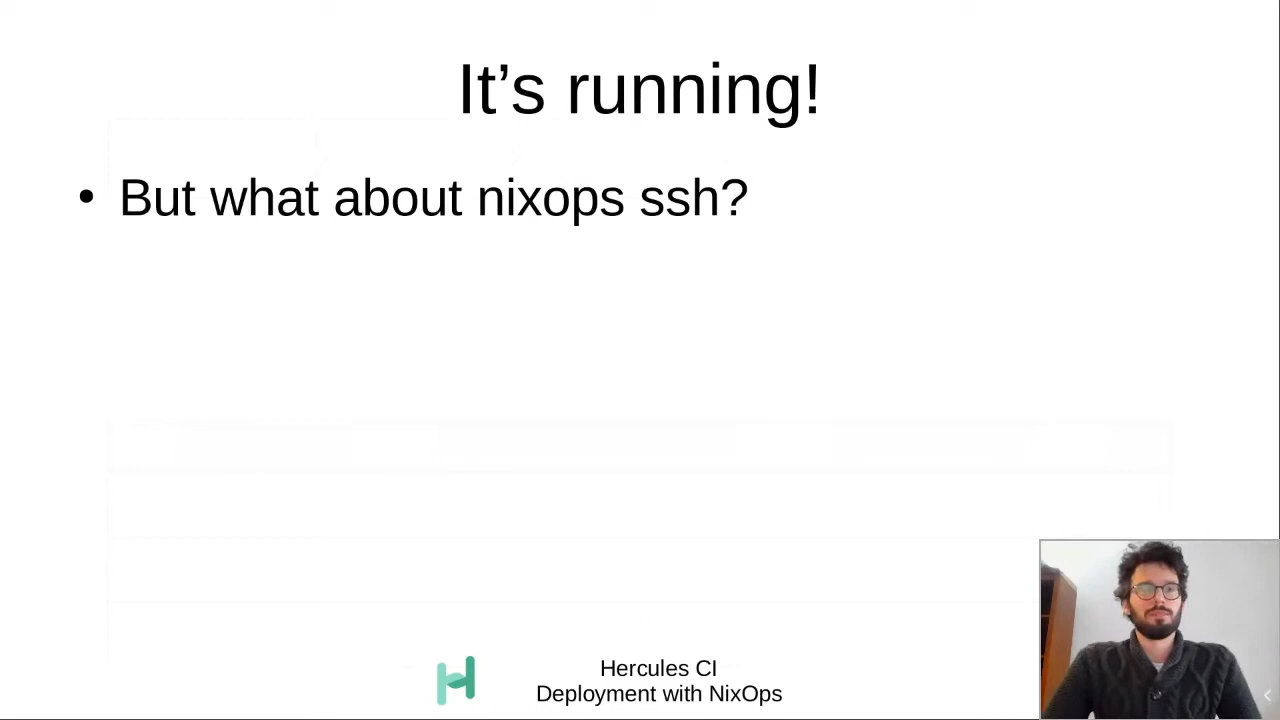 It’s running!
• But what about nixops ssh?
Hercules CI
Deployment with NixOps